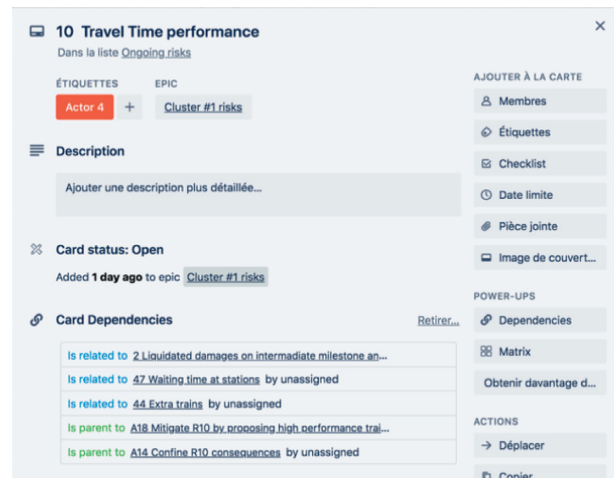 10 Travel Time performance
Dans la liste Ongoing risks
ÉTIQUETTES EPIC
Actor 4 + Cluster #1 risks
Description
Ajouter une description plus détaillée...
Card status: Open
Added 1 day ago to epic Cluster #1 risks
Card Dependencies Retirer...
Is related to 2 Liquidated damages on intermadiate milestone an...
Is related to 47 Waiting time at stations by unassigned
Is related to 44 Extra trains by unassigned
Is parent to A18 Mitigate R10 by proposing high performance trai...
Is parent to A14 Confine R10 consequences by unassigned
AJOUTER À LA CARTE
Membres
Étiquettes
Checklist
Date limite
Pièce jointe
Image de couvert...
POWER-UPS
Dependencies
Matrix
Obtenir davantage d...
ACTIONS
Déplacer
Copier